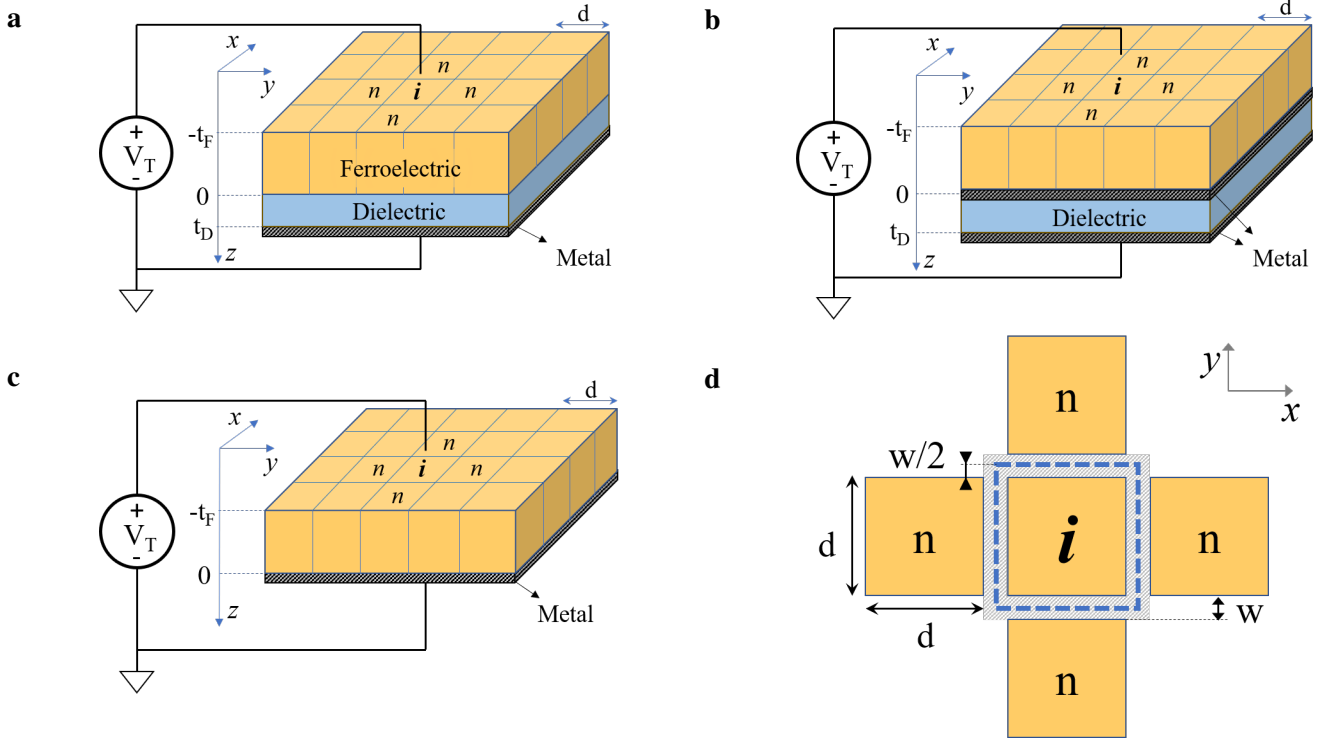 a
d
x
y
n
n
i
n
n
-t_F
+
V_T
-
Ferroelectric
0
Dielectric
t_D
z
Metal
b
d
x
y
n
n
i
n
n
-t_F
+
V_T
-
0
Dielectric
t_D
z
Metal
c
d
x
y
n
n
i
n
n
-t_F
+
V_T
-
0
z
Metal
d
y
x
n
w/2
d
n
i
n
w
d
n